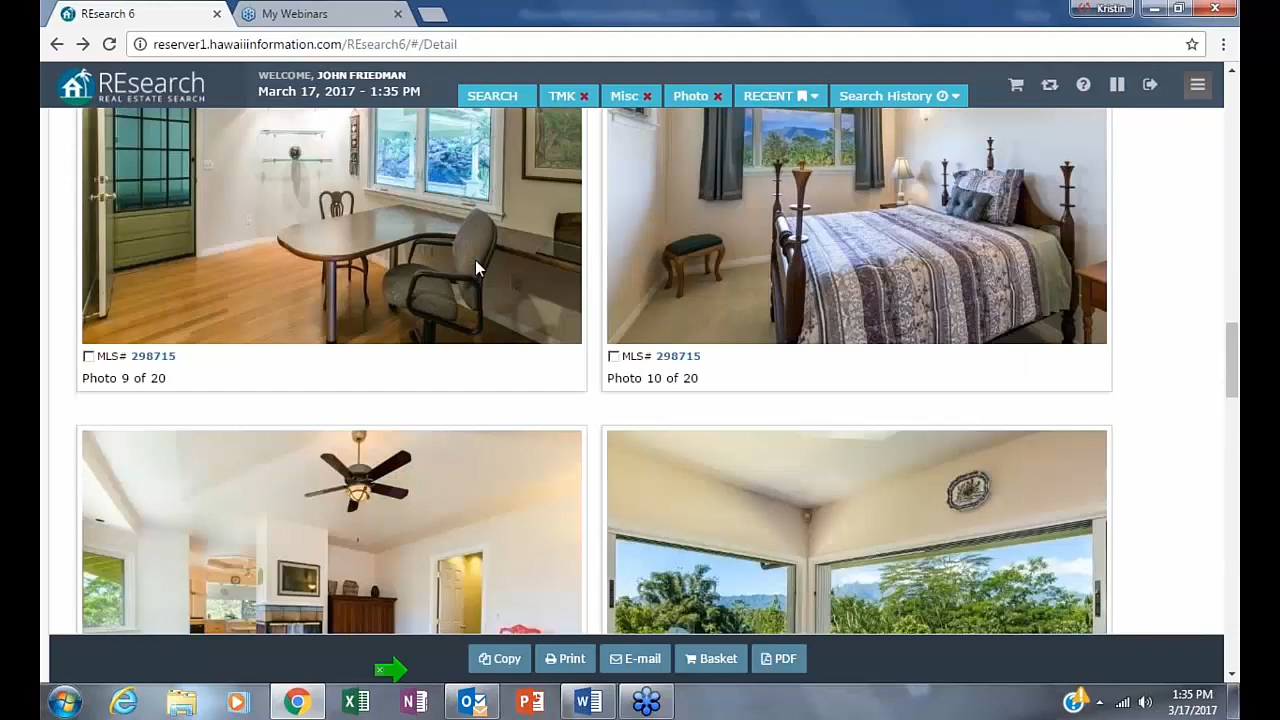 REsearch 6
My Webinars
Kristin
reserver1.hawaiiinformation.com/REsearch6/#/Detail
REsearch
REAL ESTATE SEARCH
WELCOME, JOHN FRIEDMAN
March 17, 2017 - 1:35 PM
SEARCH
TMK
Misc
Photo
RECENT
Search History
MLS# 298715
Photo 9 of 20
MLS# 298715
Photo 10 of 20
Copy
Print
E-mail
Basket
PDF
1:35 PM
3/17/2017